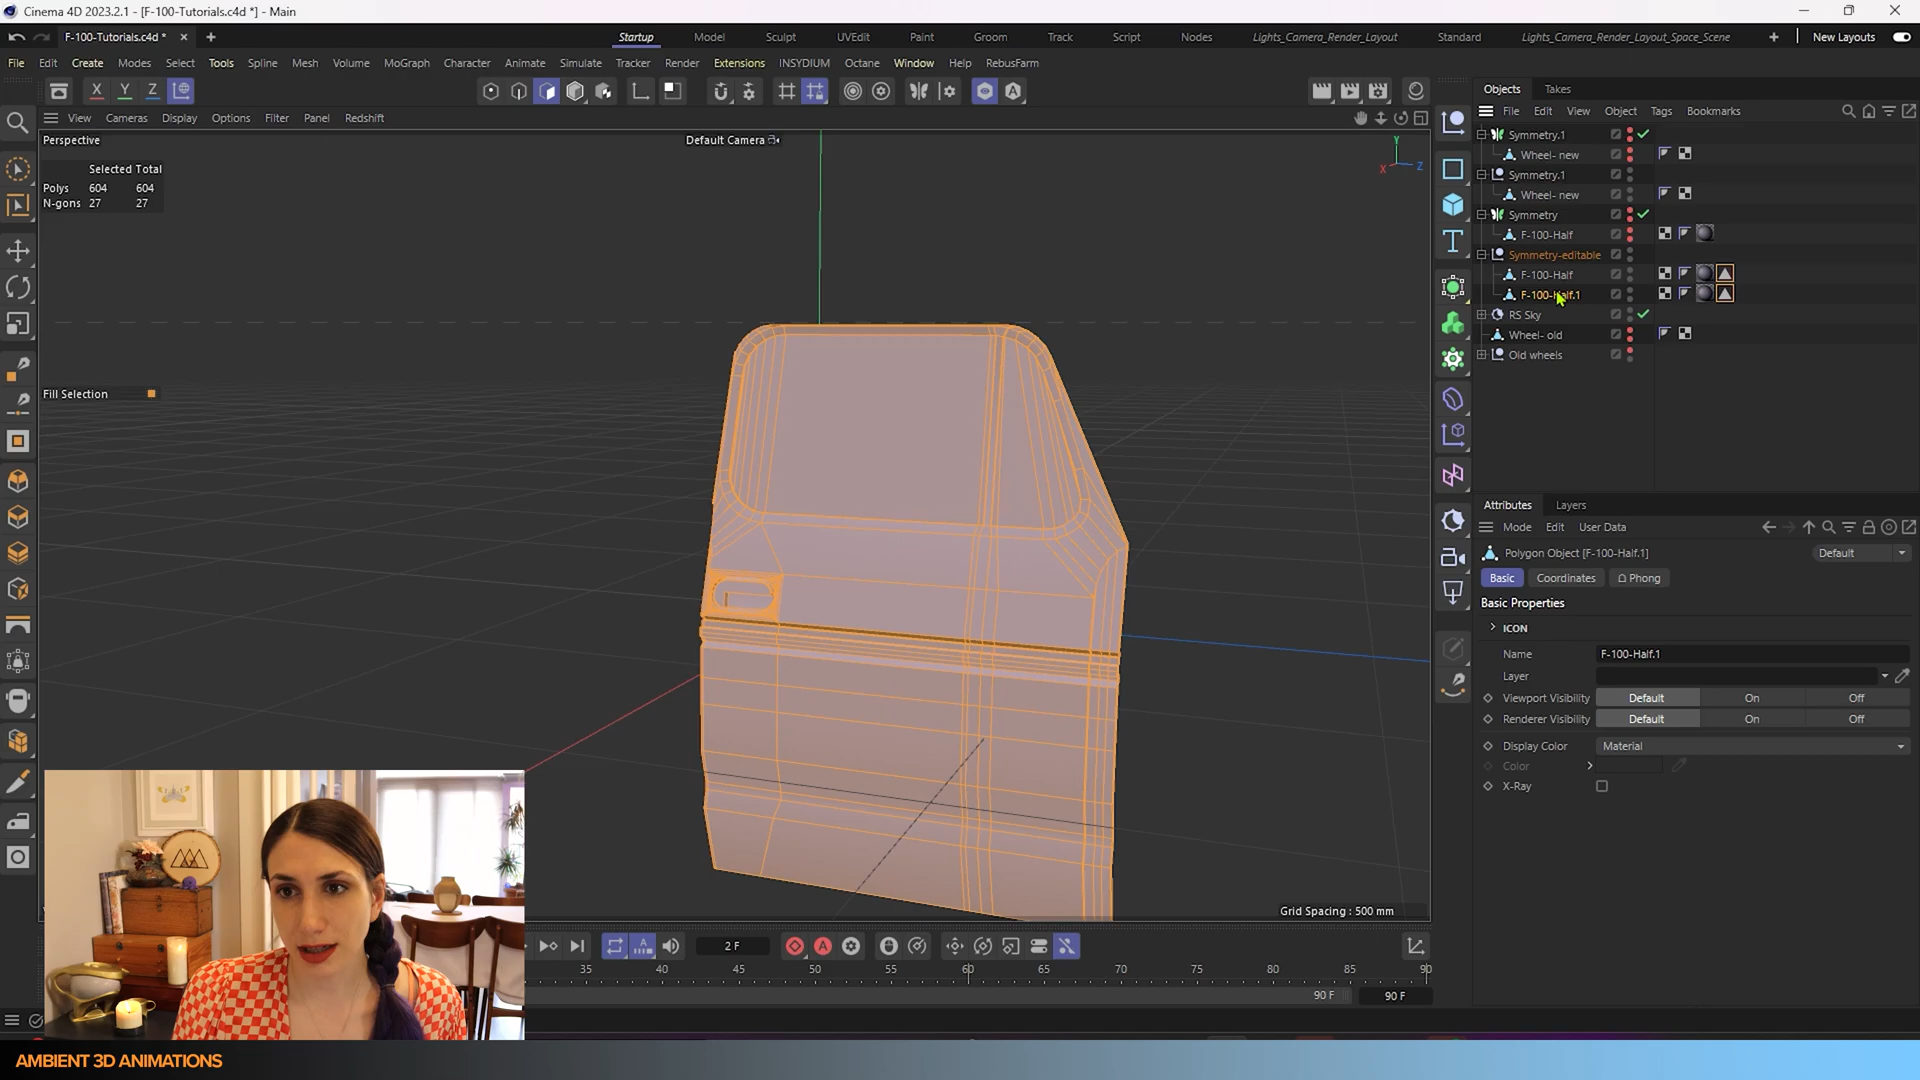 Cinema 4D 2023.2.1 - [F-100-Tutorials.c4d *] - Main
F-100-Tutorials.c4d *
Startup Model Sculpt UVEdit Paint Groom Track Script Nodes Lights_Camera_Render_Layout Standard Lights_Camera_Render_Layout_Space_Scene New Layouts
File Edit Create Modes Select Tools Spline Mesh Volume MoGraph Character Animate Simulate Tracker Render Extensions INSYDIUM Octane Window Help RebusFarm
X Y Z
View Cameras Display Options Filter Panel Redshift
Perspective
Default Camera
Selected Total
Polys 604 604
N-gons 27 27
Fill Selection
Y
X Z
Grid Spacing : 500 mm
2 F
35 40 45 50 55 60 65 70 75 80 85 90
90 F 90 F
Objects Takes
File Edit View Object Tags Bookmarks
Symmetry.1
Wheel- new
Symmetry.1
Wheel- new
Symmetry
F-100-Half
Symmetry-editable
F-100-Half
F-100-Half.1
RS Sky
Wheel- old
Old wheels
Attributes Layers
Mode Edit User Data
Polygon Object [F-100-Half.1]
Default
Basic Coordinates Phong
Basic Properties
ICON
Name F-100-Half.1
Layer
Viewport Visibility Default On Off
Renderer Visibility Default On Off
Display Color Material
Color
X-Ray
AMBIENT 3D ANIMATIONS